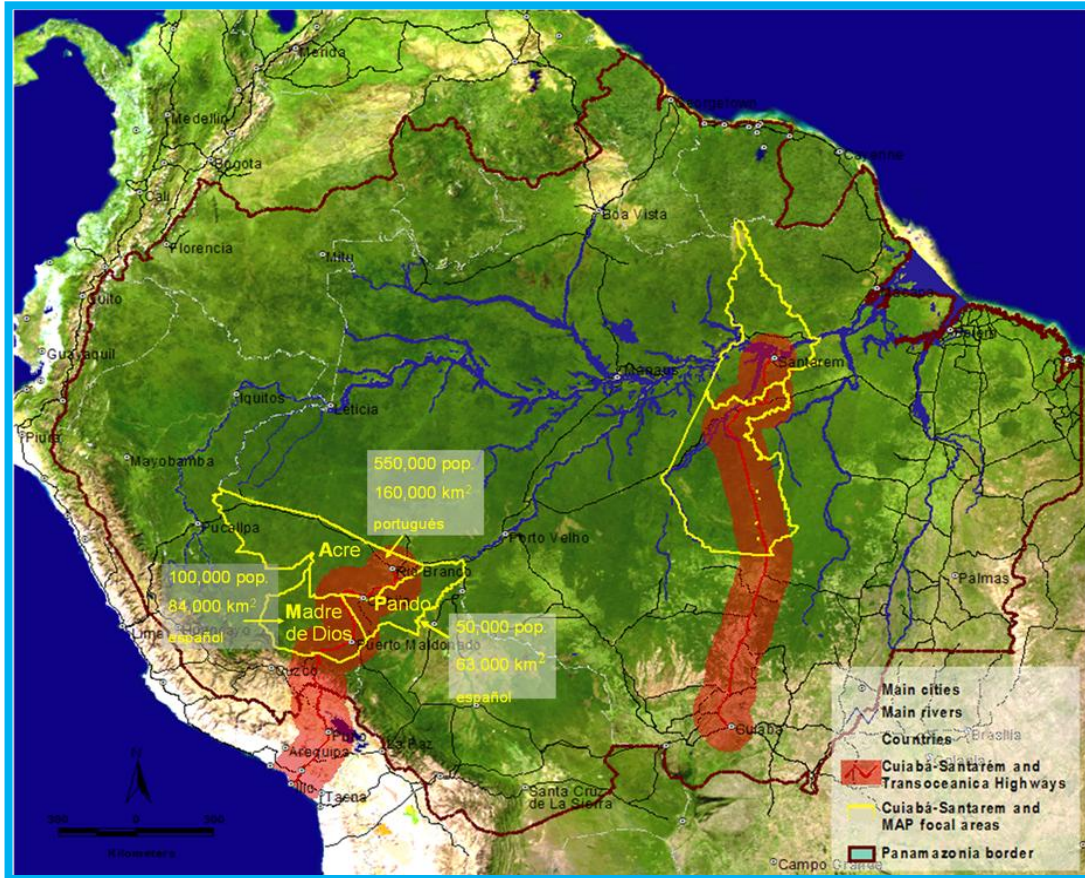 Merida
Medellin
Georgetown
Bogota
Cayenne
Cali
Boa Vista
Florencia
Mitu
Quito
Guayaquil
Santarem
Manaus
Iquitos
Leticia
Piura
Mayobamba
550,000 pop.
160,000 km²
portugués
Pucallpa
Porto Velho
Acre
Rio Branco
Palmas
100,000 pop.
84,000 km²
español
Pando
Madre
de Dios
Lima
50,000 pop.
63,000 km²
español
Puerto Maldonado
Cuzco
Main cities
Main rivers
Countries
Brasilia
Cuiabá-Santarem and
Transoceanica Highways
Cuiabá-Santarem and
MAP focal areas
Panamazonia border
Guiaba
Arequipa
La Paz
Ilo
Tacna
Santa Cruz
de La Sierra
Campo Grande
N
Kilometers